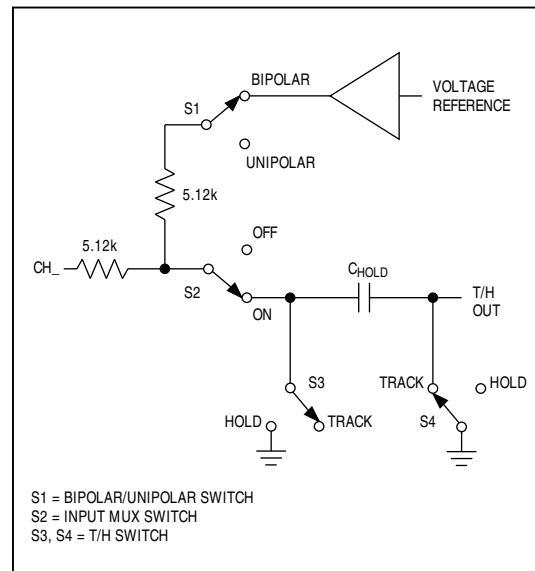 BIPOLAR
VOLTAGE
REFERENCE
S1
UNIPOLAR
5.12k
OFF
5.12k
CH_
S2
ON
CHOLD
T/H
OUT
S3
HOLD
TRACK
TRACK
HOLD
S4
S1 = BIPOLAR/UNIPOLAR SWITCH
S2 = INPUT MUX SWITCH
S3, S4 = T/H SWITCH